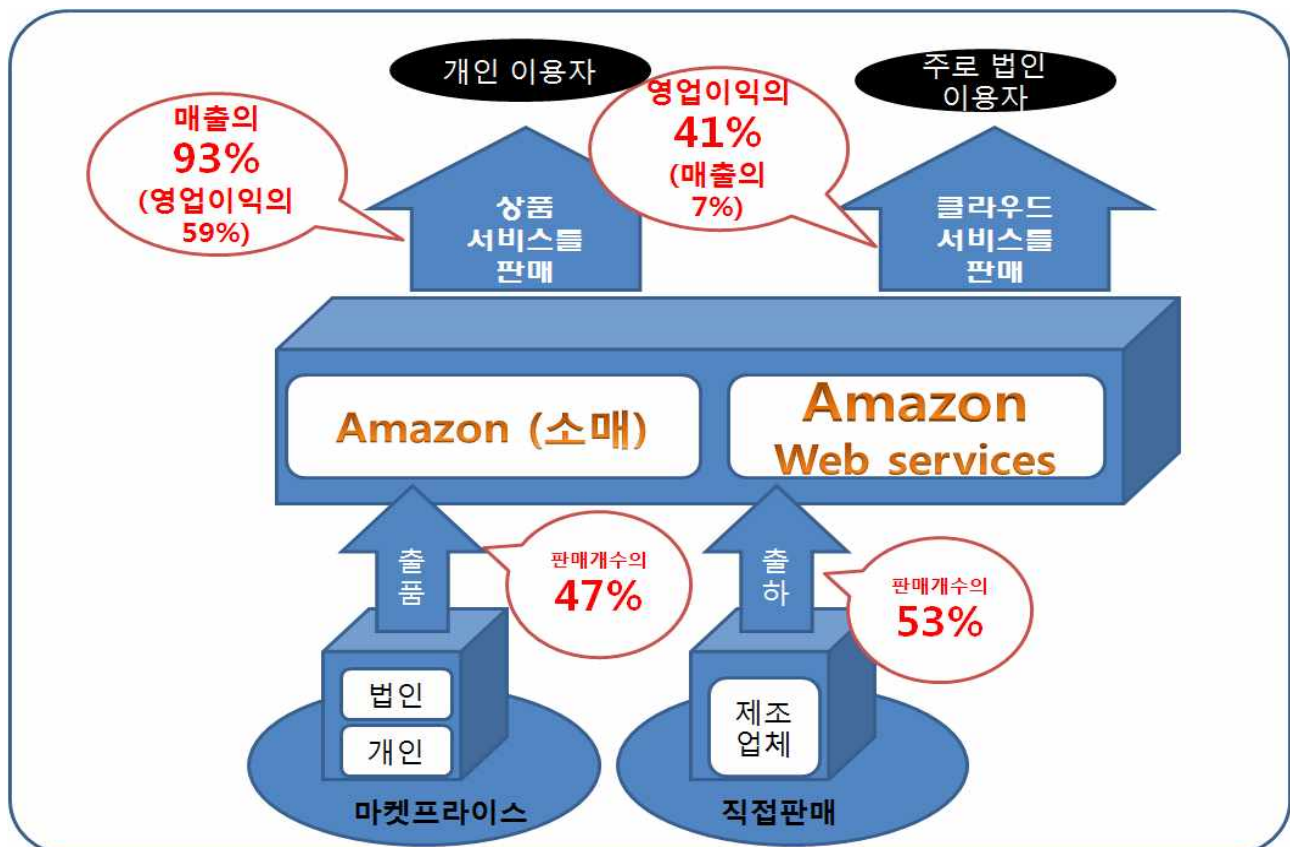 개인 이용자
주로 법인
이용자
매출의
93%
(영업이익의
59%)
영업이익의
41%
(매출의
7%)
상품
서비스를
판매
클라우드
서비스를
판매
Amazon (소매)
Amazon
Web services
출
품
판매개수의
47%
출
하
판매개수의
53%
법인
개인
마켓프라이스
제조
업체
직접판매